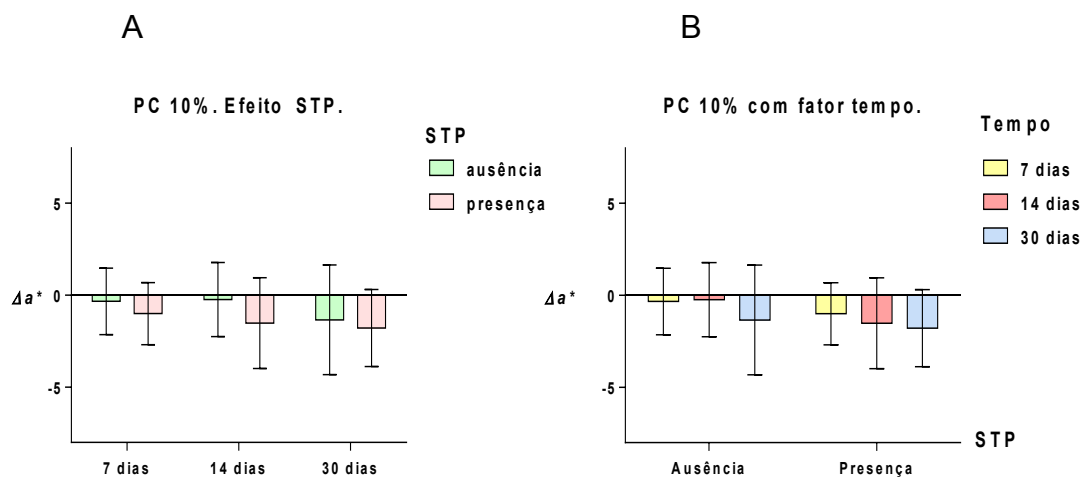 A
B
PC 10%. Efeito STP.
PC 10% com fator tempo.
STP
ausência
presença
Tempo
7 dias
14 dias
30 dias
5
0
-5
Δa*
7 dias
14 dias
30 dias
5
0
-5
Δa*
Ausência
Presença
STP